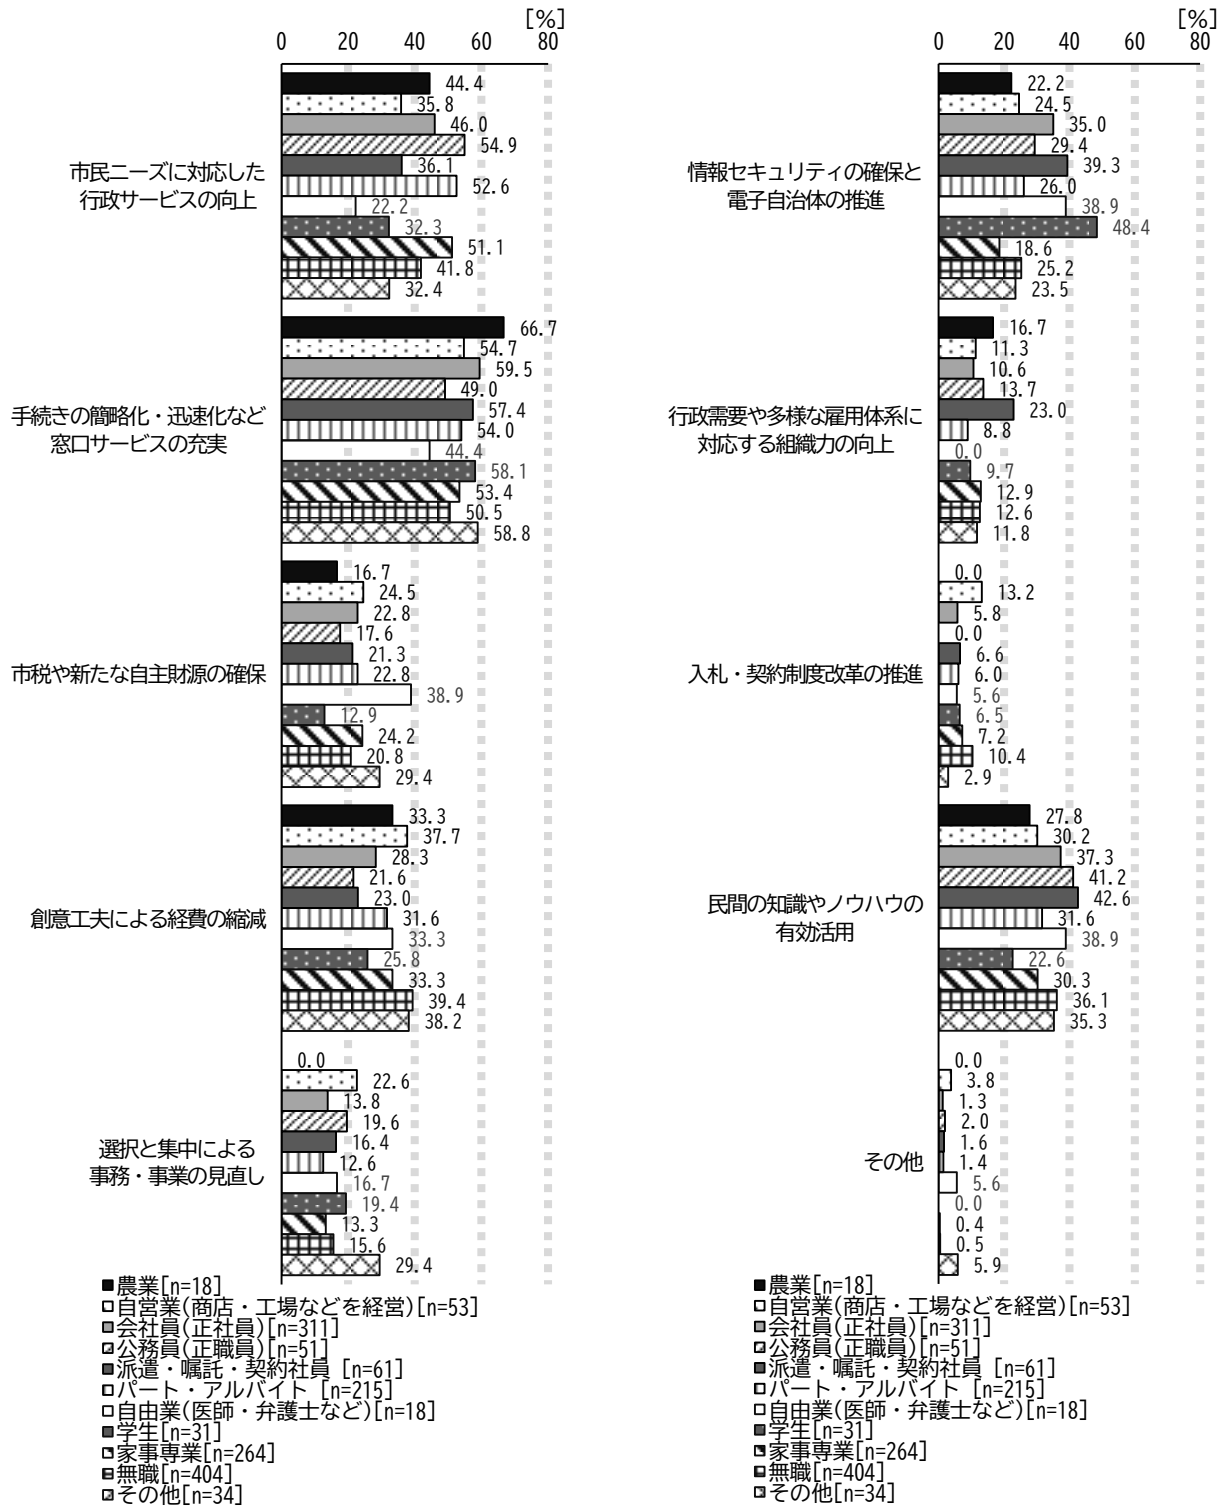 [%]
0 20 40 60 80
市民ニーズに対応した
行政サービスの向上
44.4
35.8
46.0
54.9
36.1
52.6
22.2
32.3
51.1
41.8
32.4
手続きの簡略化・迅速化など
窓口サービスの充実
66.7
54.7
59.5
49.0
57.4
54.0
44.4
58.1
53.4
50.5
58.8
市税や新たな自主財源の確保
16.7
24.5
22.8
17.6
21.3
22.8
38.9
12.9
24.2
20.8
29.4
創意工夫による経費の縮減
33.3
37.7
28.3
21.6
23.0
31.6
33.3
25.8
33.3
39.4
38.2
選択と集中による
事務・事業の見直し
0.0
22.6
13.8
19.6
16.4
12.6
16.7
19.4
13.3
15.6
29.4
農業[n=18]
自営業(商店・工場などを経営)[n=53]
会社員(正社員)[n=311]
公務員(正職員)[n=51]
派遣・嘱託・契約社員 [n=61]
パート・アルバイト [n=215]
自由業(医師・弁護士など)[n=18]
学生[n=31]
家事専業[n=264]
無職[n=404]
その他[n=34]
[%]
0 20 40 60 80
情報セキュリティの確保と
電子自治体の推進
22.2
24.5
35.0
29.4
39.3
26.0
38.9
48.4
18.6
25.2
23.5
行政需要や多様な雇用体系に
対応する組織力の向上
16.7
11.3
10.6
13.7
23.0
8.8
0.0
9.7
12.9
12.6
11.8
入札・契約制度改革の推進
0.0
13.2
5.8
0.0
6.6
6.0
5.6
6.5
7.2
10.4
2.9
民間の知識やノウハウの
有効活用
27.8
30.2
37.3
41.2
42.6
31.6
38.9
22.6
30.3
36.1
35.3
その他
0.0
3.8
1.3
2.0
1.6
1.4
5.6
0.0
0.4
0.5
5.9
農業[n=18]
自営業(商店・工場などを経営)[n=53]
会社員(正社員)[n=311]
公務員(正職員)[n=51]
派遣・嘱託・契約社員 [n=61]
パート・アルバイト [n=215]
自由業(医師・弁護士など)[n=18]
学生[n=31]
家事専業[n=264]
無職[n=404]
その他[n=34]